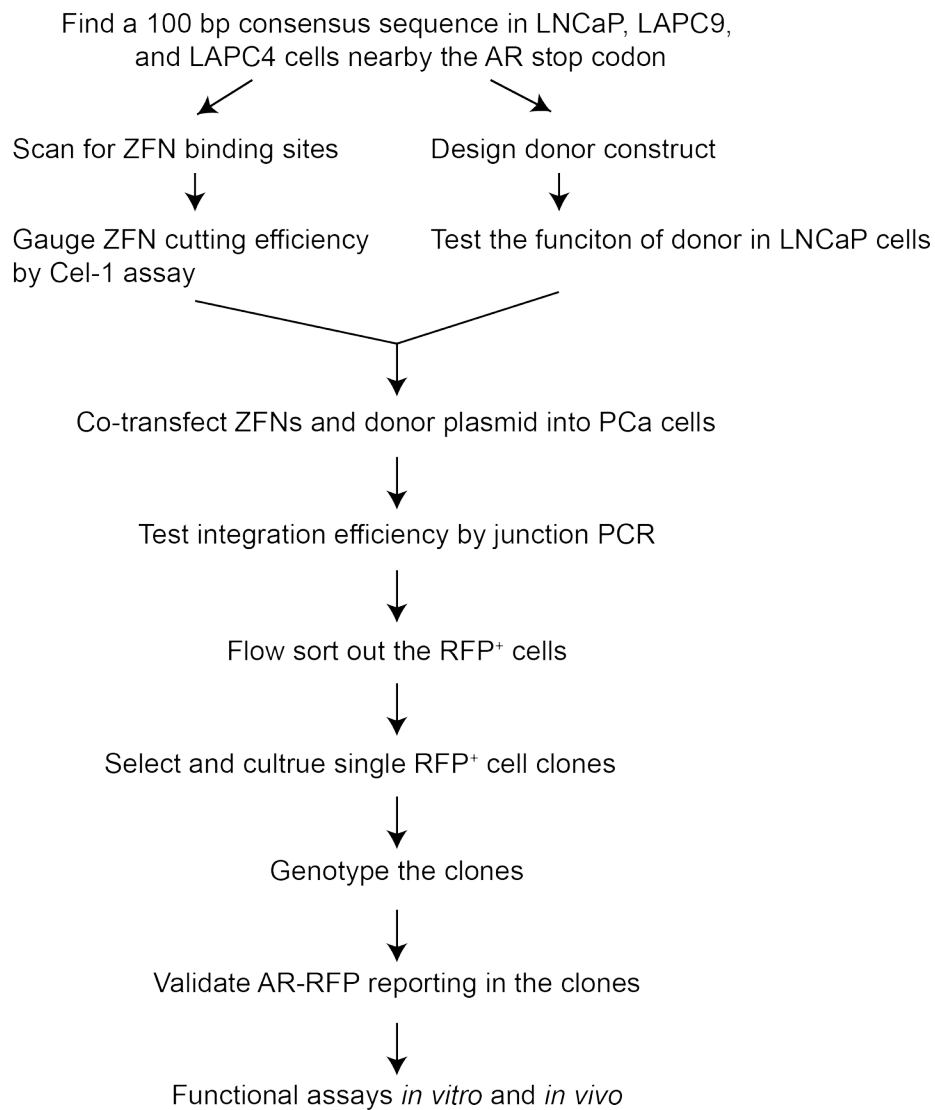 Find a 100 bp consensus sequence in LNCaP, LAPC9,
and LAPC4 cells nearby the AR stop codon
Scan for ZFN binding sites
Design donor construct
Gauge ZFN cutting efficiency
by Cel-1 assay
Test the funciton of donor in LNCaP cells
Co-transfect ZFNs and donor plasmid into PCa cells
Test integration efficiency by junction PCR
Flow sort out the RFP⁺ cells
Select and cultrue single RFP⁺ cell clones
Genotype the clones
Validate AR-RFP reporting in the clones
Functional assays in vitro and in vivo